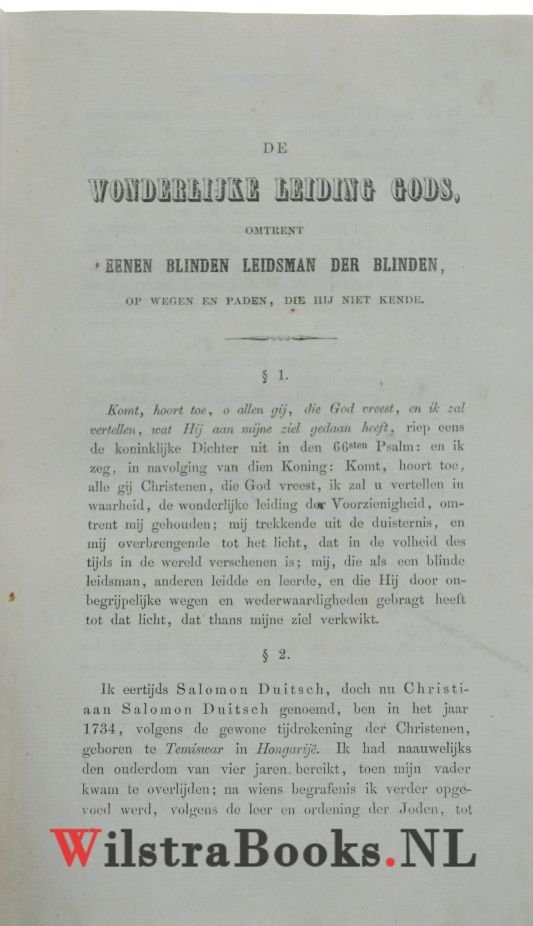 DE
WONDERLIJKE LEIDING GODS,
OMTRENT
EENEN BLINDEN LEIDSMAN DER BLINDEN,
OP WEGEN EN PADEN, DIE HIJ NIET KENDE.
§ 1.
Komt, hoort toe, o allen gij, die God vreest, en ik zal
vertellen, wat Hij aan mijne ziel gedaan heeft, riep eens
de koninklijke Dichter uit in den 66sten Psalm: en ik
zeg, in navolging van dien Koning: Komt, hoort toe,
alle gij Christenen, die God vreest, ik zal u vertellen in
waarheid, de wonderlijke leiding der Voorzienigheid, om-
trent mij gehouden; mij trekkende uit de duisternis, en
mij overbrengende tot het licht, dat in de volheid des
tijds in de wereld verschenen is; mij, die als een blinde
leidsman, anderen leidde en leerde, en die Hij door on-
begrijpelijke wegen en wederwaardigheden gebragt heeft
tot dat licht, dat thans mijne ziel verkwikt.
§ 2.
Ik eertijds Salomon Duitsch, doch nu Christi-
aan Salomon Duitsch genoemd, ben in het jaar
1734, volgens de gewone tijdrekening der Christenen,
geboren te Temiswar in Hongarijë. Ik had naauwelijks
den ouderdom van vier jaren bereikt, toen mijn vader
kwam te overlijden; na wiens begrafenis ik verder opge-
voed werd, volgens de leer en ordening der Joden, tot
WilstraBooks.NL